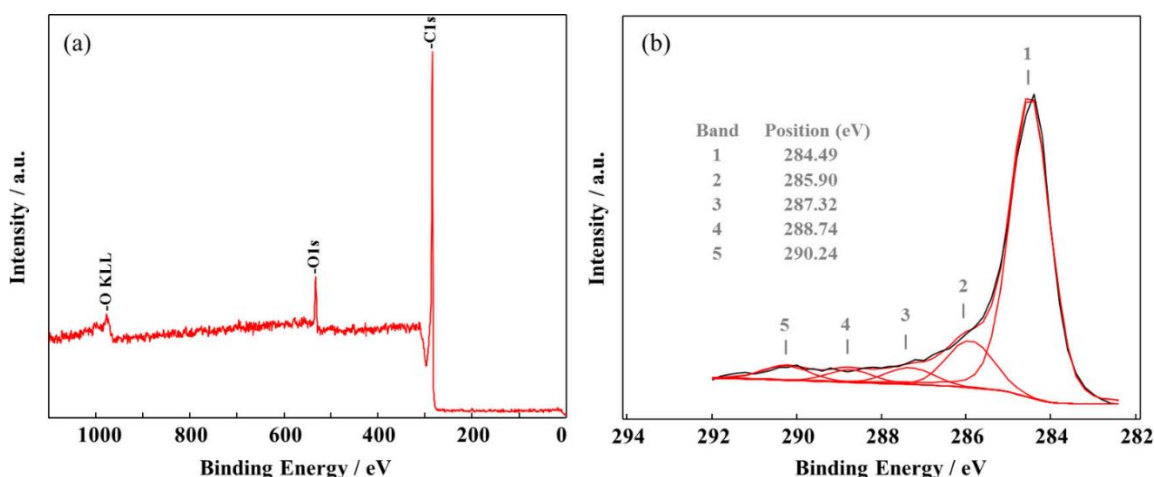 (a)
-C1s
-O1s
-O KLL
Intensity / a.u.
1000 800 600 400 200 0
Binding Energy / eV
(b)
1
Band Position (eV)
1 284.49
2 285.90
3 287.32
4 288.74
5 290.24
2
3
4
5
Intensity / a.u.
294 292 290 288 286 284 282
Binding Energy / eV